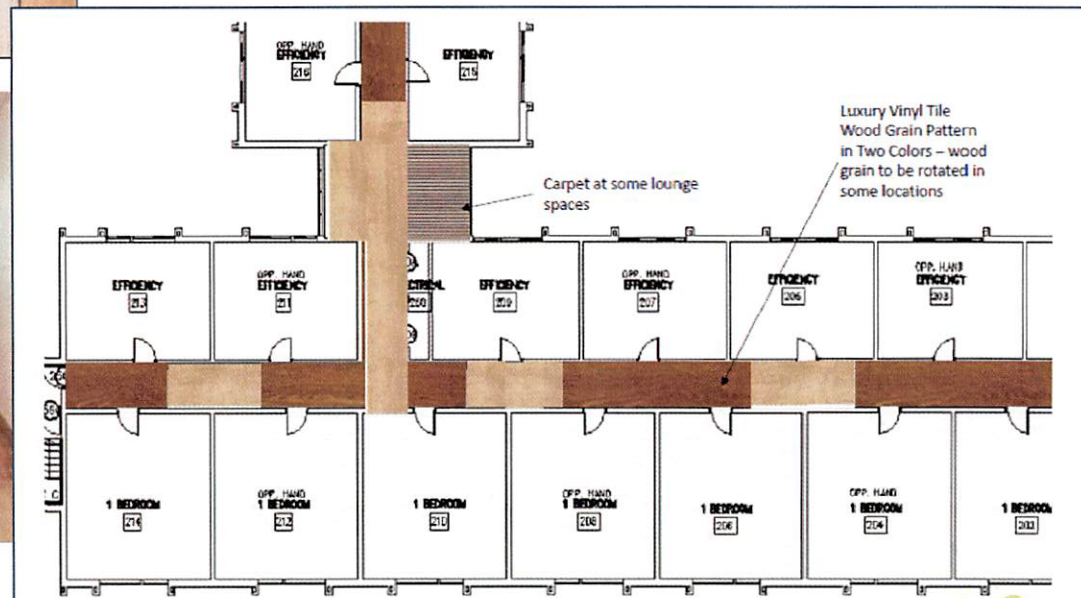 OPP. HAND
EFFICIENCY
216
EFFICIENCY
215
Luxury Vinyl Tile
Wood Grain Pattern
in Two Colors – wood
grain to be rotated in
some locations
Carpet at some lounge
spaces
EFFICIENCY
213
OPP. HAND
EFFICIENCY
211
EFFICIENCY
209
OPP. HAND
EFFICIENCY
207
EFFICIENCY
OPP. HAND
EFFICIENCY
203
1 BEDROOM
214
OPP. HAND
1 BEDROOM
212
1 BEDROOM
210
OPP. HAND
1 BEDROOM
208
1 BEDROOM
206
OPP. HAND
1 BEDROOM
204
1 BEDROOM
202